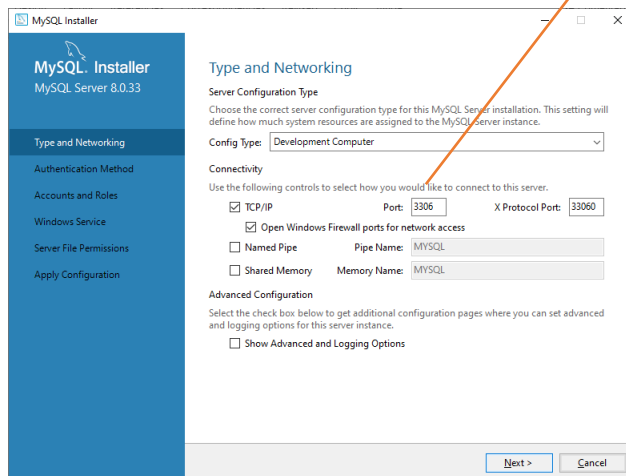 MySQL Installer
MySQL. Installer
MySQL Server 8.0.33
Type and Networking
Authentication Method
Accounts and Roles
Windows Service
Server File Permissions
Apply Configuration
Type and Networking
Server Configuration Type
Choose the correct server configuration type for this MySQL Server installation. This setting will
define how much system resources are assigned to the MySQL Server instance.
Config Type: Development Computer
Connectivity
Use the following controls to select how you would like to connect to this server.
TCP/IP Port: 3306 X Protocol Port: 33060
Open Windows Firewall ports for network access
Named Pipe Pipe Name: MYSQL
Shared Memory Memory Name: MYSQL
Advanced Configuration
Select the check box below to get additional configuration pages where you can set advanced
and logging options for this server instance.
Show Advanced and Logging Options
Next > Cancel